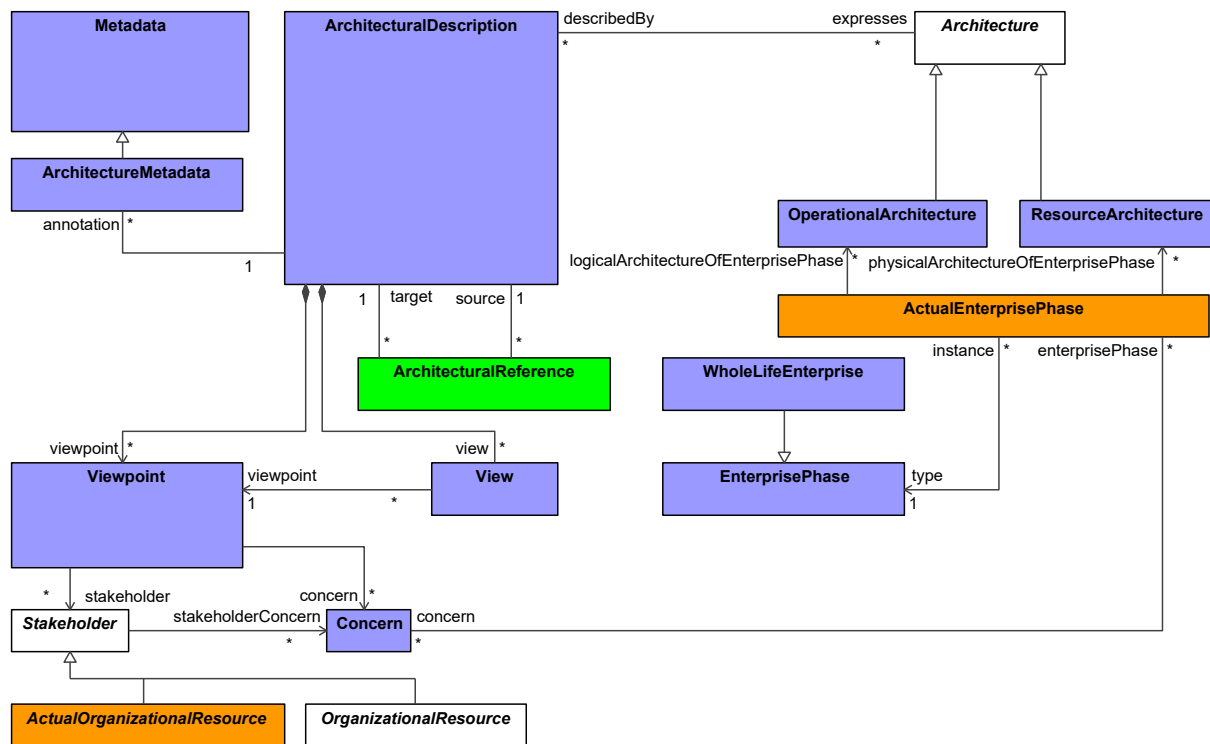 Metadata
ArchitecturalDescription
describedBy
expresses
Architecture
*
*
ArchitectureMetadata
annotation
*
1
OperationalArchitecture
ResourceArchitecture
logicalArchitectureOfEnterprisePhase
*
physicalArchitectureOfEnterprisePhase
*
1
target
source
1
ActualEnterprisePhase
*
*
instance
*
enterprisePhase
*
ArchitecturalReference
WholeLifeEnterprise
viewpoint
*
view
*
Viewpoint
viewpoint
1
*
View
EnterprisePhase
type
1
*
stakeholder
concern
*
Stakeholder
stakeholderConcern
*
Concern
concern
*
ActualOrganizationalResource
OrganizationalResource